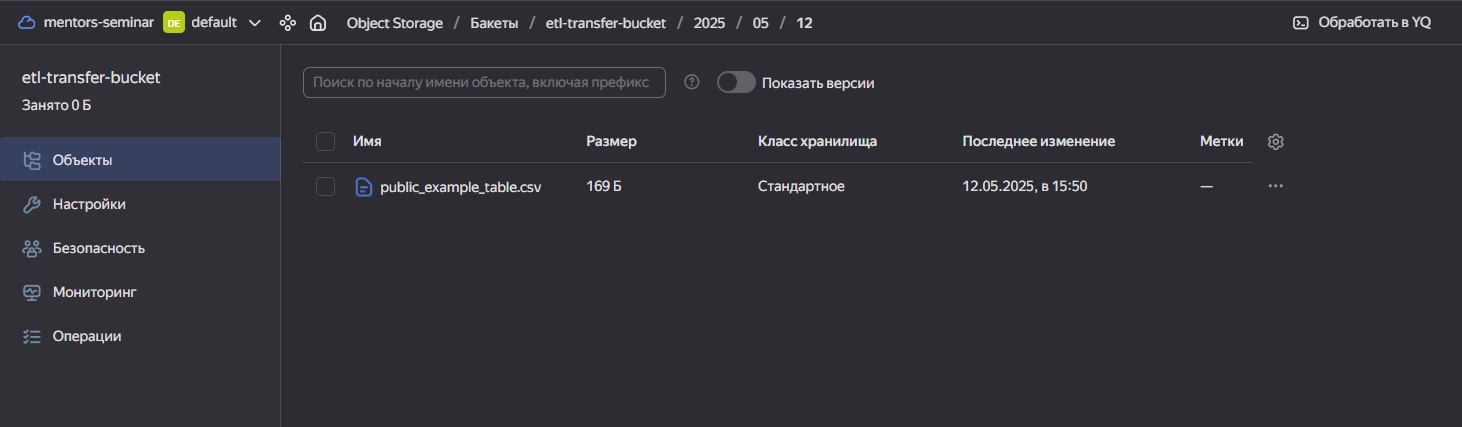 mentors-seminar DE default Object Storage / Бакеты / etl-transfer-bucket / 2025 / 05 / 12 Обработать в YQ
etl-transfer-bucket
Занято 0 Б
Объекты
Настройки
Безопасность
Мониторинг
Операции
Поиск по началу имени объекта, включая префикс ? Показать версии
Имя Размер Класс хранилища Последнее изменение Метки
public_example_table.csv 169 Б Стандартное 12.05.2025, в 15:50 —